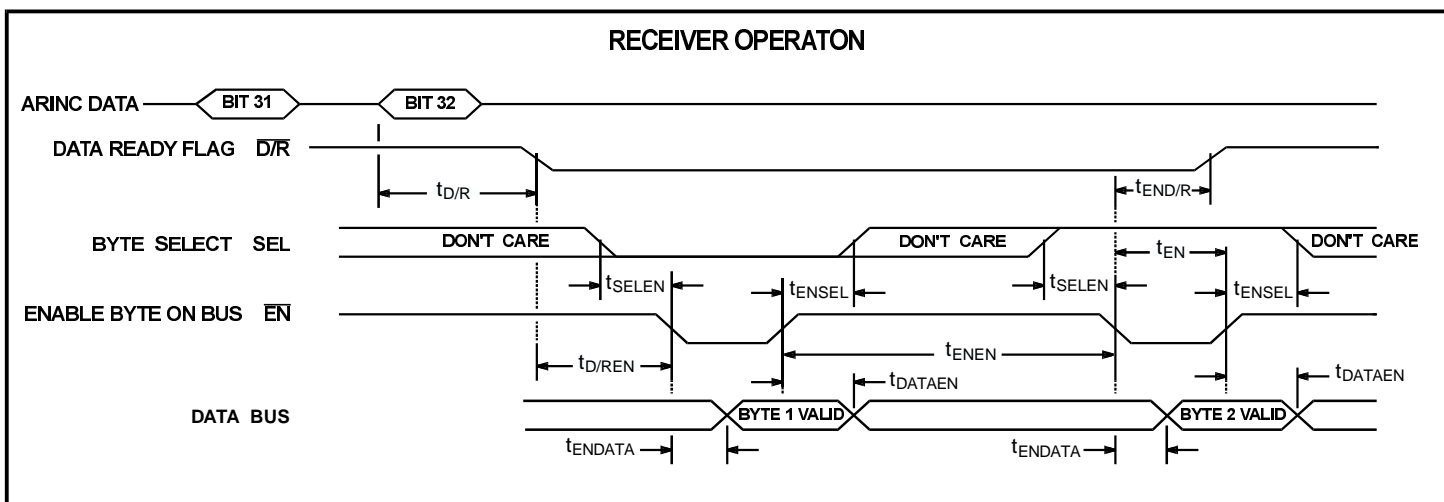 RECEIVER OPERATON
ARINC DATA
BIT 31
BIT 32
DATA READY FLAG D/R
tD/R
tEND/R
BYTE SELECT SEL
DON'T CARE
DON'T CARE
DON'T CARE
tEN
tSELEN
tENSEL
tSELEN
tENSEL
ENABLE BYTE ON BUS EN
tD/REN
tENEN
tDATAEN
tDATAEN
DATA BUS
BYTE 1 VALID
BYTE 2 VALID
tENDATA
tENDATA